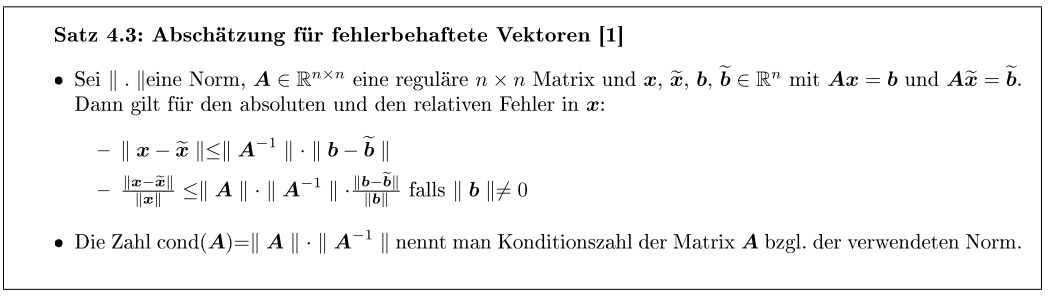 Satz 4.3: Abschätzung für fehlerbehaftete Vektoren [1]
• Sei ‖ . ‖eine Norm, A ∈ ℝⁿˣⁿ eine reguläre n × n Matrix und x, x̃, b, b̃ ∈ ℝⁿ mit Ax = b und Ax̃ = b̃.
Dann gilt für den absoluten und den relativen Fehler in x:
– ‖ x − x̃ ‖≤‖ A⁻¹ ‖ · ‖ b − b̃ ‖
– ‖x−x̃‖/‖x‖ ≤‖ A ‖ · ‖ A⁻¹ ‖ ·‖b−b̃‖/‖b‖ falls ‖ b ‖≠ 0
• Die Zahl cond(A)=‖ A ‖ · ‖ A⁻¹ ‖ nennt man Konditionszahl der Matrix A bzgl. der verwendeten Norm.